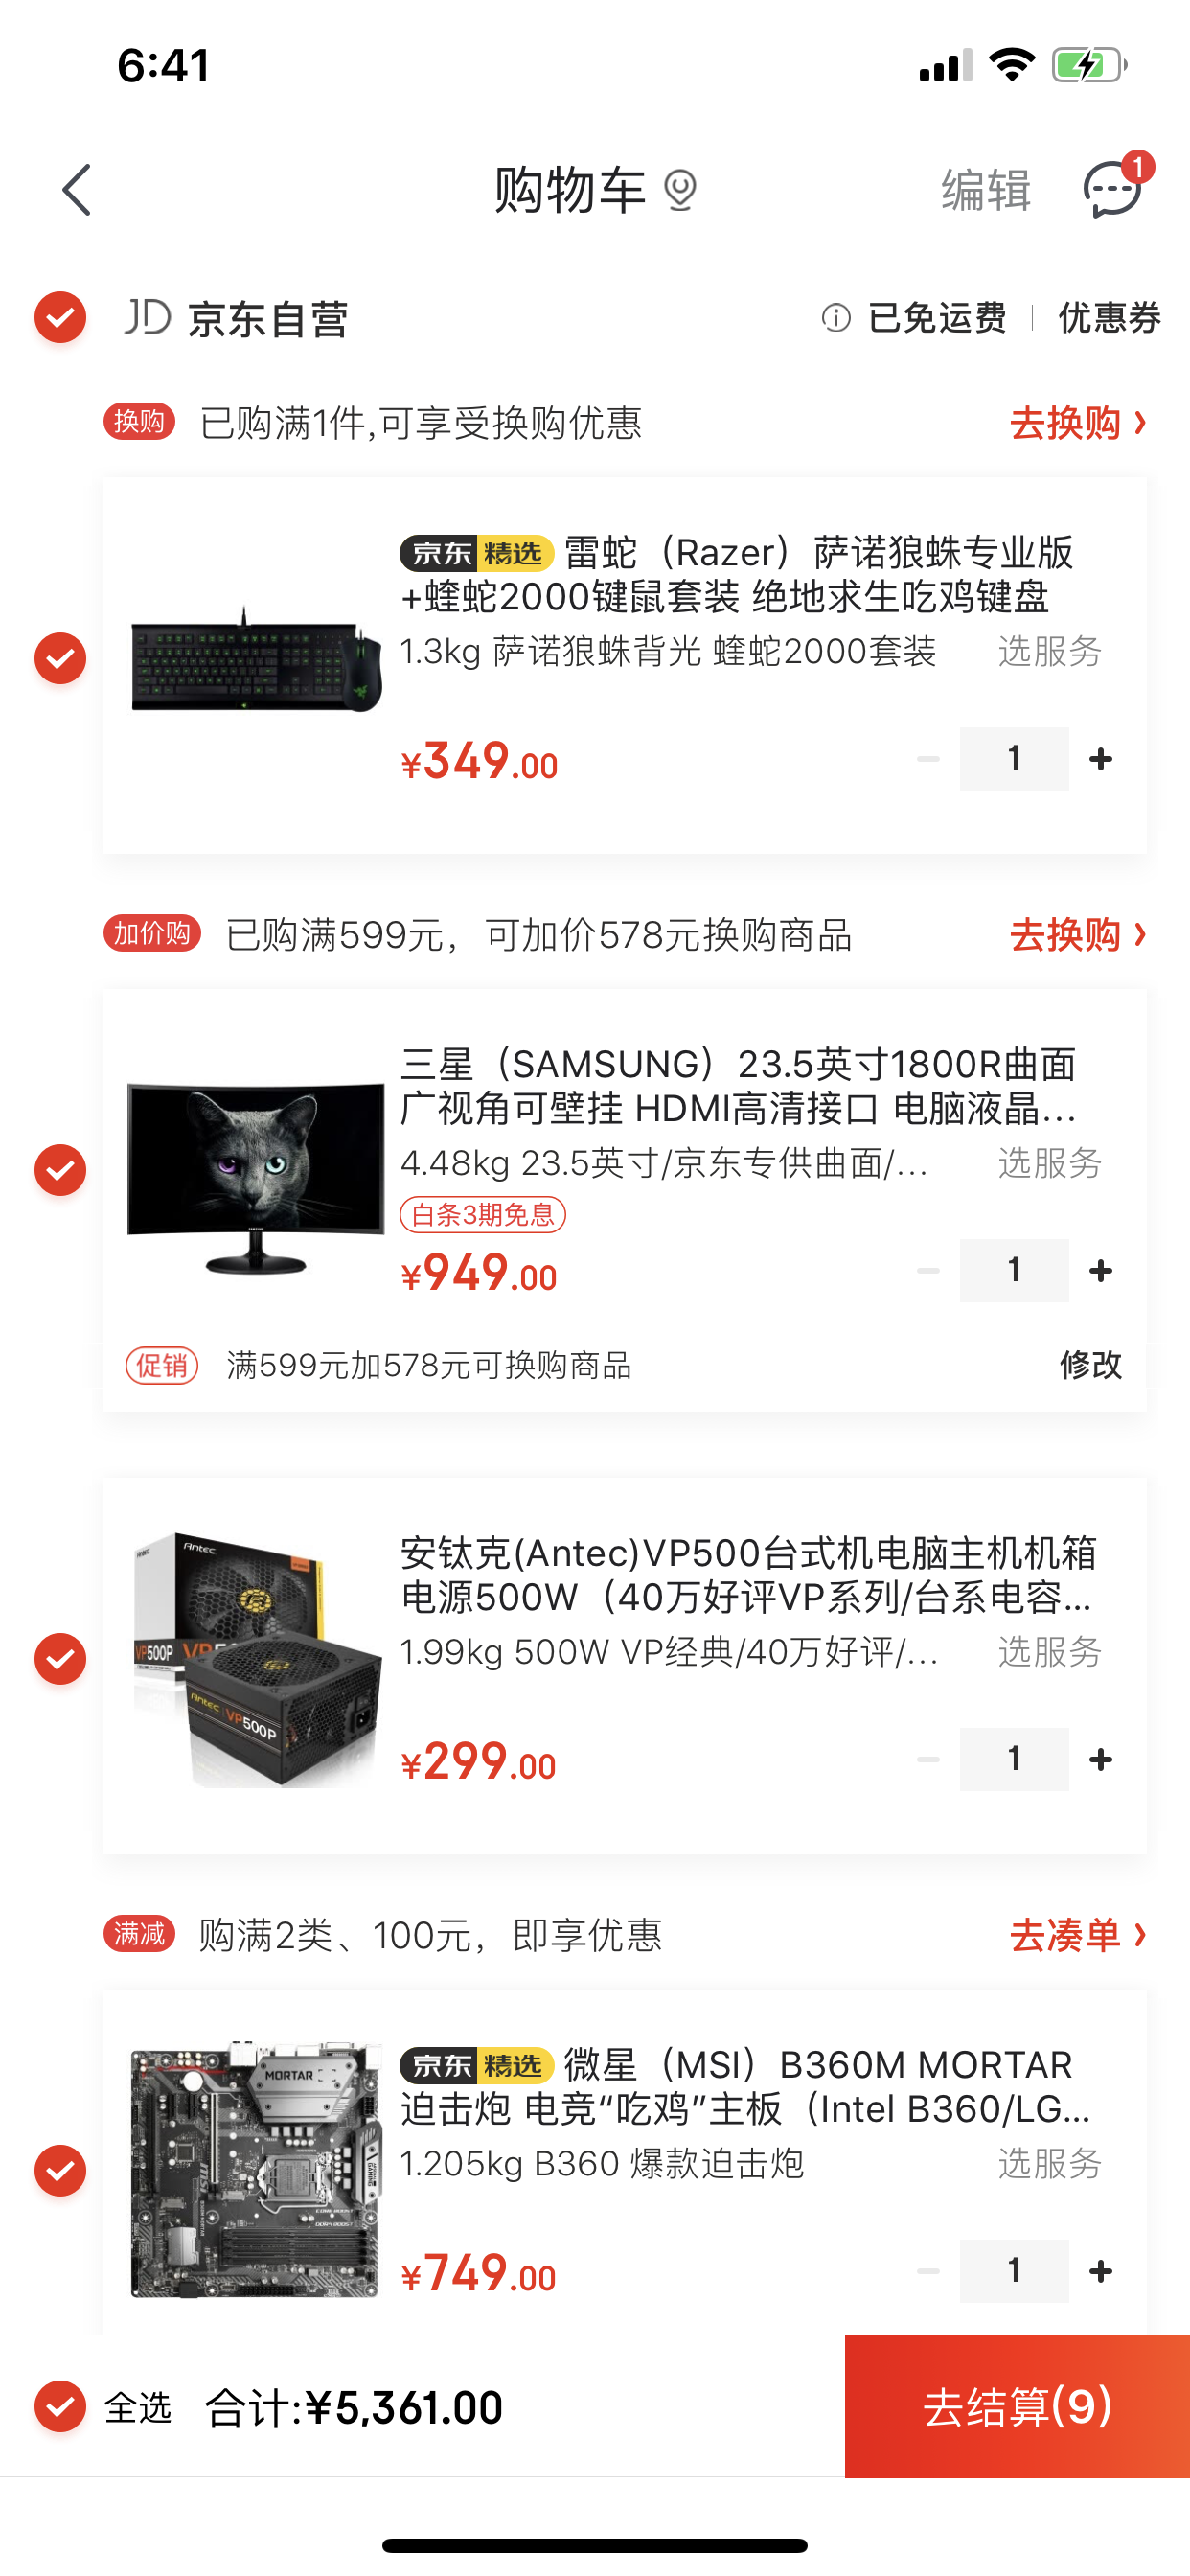 6:41
购物车
编辑
1
JD 京东自营
已免运费
优惠券
换购 已购满1件,可享受换购优惠
去换购 ›
京东精选 雷蛇（Razer）萨诺狼蛛专业版
+蝰蛇2000键鼠套装 绝地求生吃鸡键盘
1.3kg 萨诺狼蛛背光 蝰蛇2000套装
选服务
¥349.00
1 +
加价购 已购满599元，可加价578元换购商品
去换购 ›
三星（SAMSUNG）23.5英寸1800R曲面
广视角可壁挂 HDMI高清接口 电脑液晶...
4.48kg 23.5英寸/京东专供曲面/...
选服务
白条3期免息
SAMSUNG
¥949.00
1 +
促销 满599元加578元可换购商品
修改
安钛克(Antec)VP500台式机电脑主机机箱
电源500W（40万好评VP系列/台系电容...
1.99kg 500W VP经典/40万好评/...
选服务
Antec
VP500P
Antec VP500P
¥299.00
1 +
满减 购满2类、100元，即享优惠
去凑单 ›
京东精选 微星（MSI）B360M MORTAR
迫击炮 电竞“吃鸡”主板（Intel B360/LG...
1.205kg B360 爆款迫击炮
选服务
MORTAR
¥749.00
1 +
全选
合计:¥5,361.00
去结算(9)